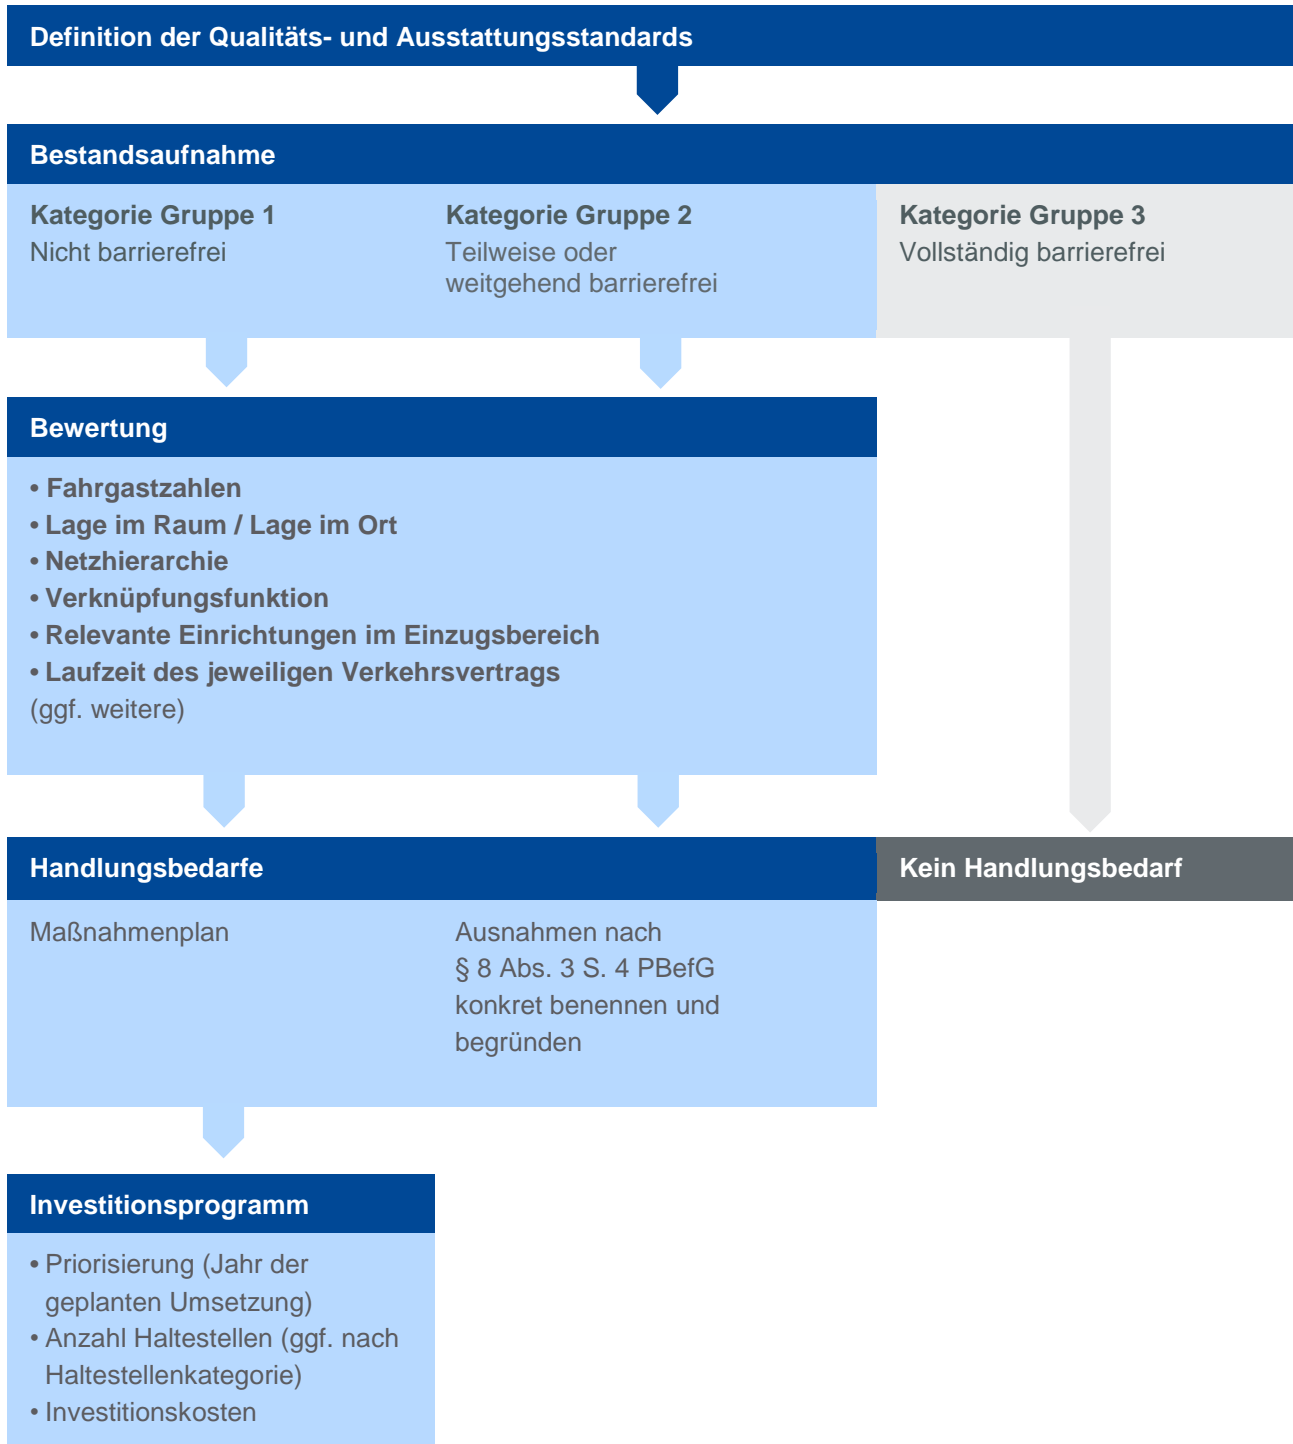 Definition der Qualitäts- und Ausstattungsstandards
Bestandsaufnahme
Kategorie Gruppe 1
Nicht barrierefrei
Kategorie Gruppe 2
Teilweise oder
weitgehend barrierefrei
Kategorie Gruppe 3
Vollständig barrierefrei
Bewertung
• Fahrgastzahlen
• Lage im Raum / Lage im Ort
• Netzhierarchie
• Verknüpfungsfunktion
• Relevante Einrichtungen im Einzugsbereich
• Laufzeit des jeweiligen Verkehrsvertrags
(ggf. weitere)
Handlungsbedarfe
Kein Handlungsbedarf
Maßnahmenplan
Ausnahmen nach
§ 8 Abs. 3 S. 4 PBefG
konkret benennen und
begründen
Investitionsprogramm
• Priorisierung (Jahr der
geplanten Umsetzung)
• Anzahl Haltestellen (ggf. nach
Haltestellenkategorie)
• Investitionskosten